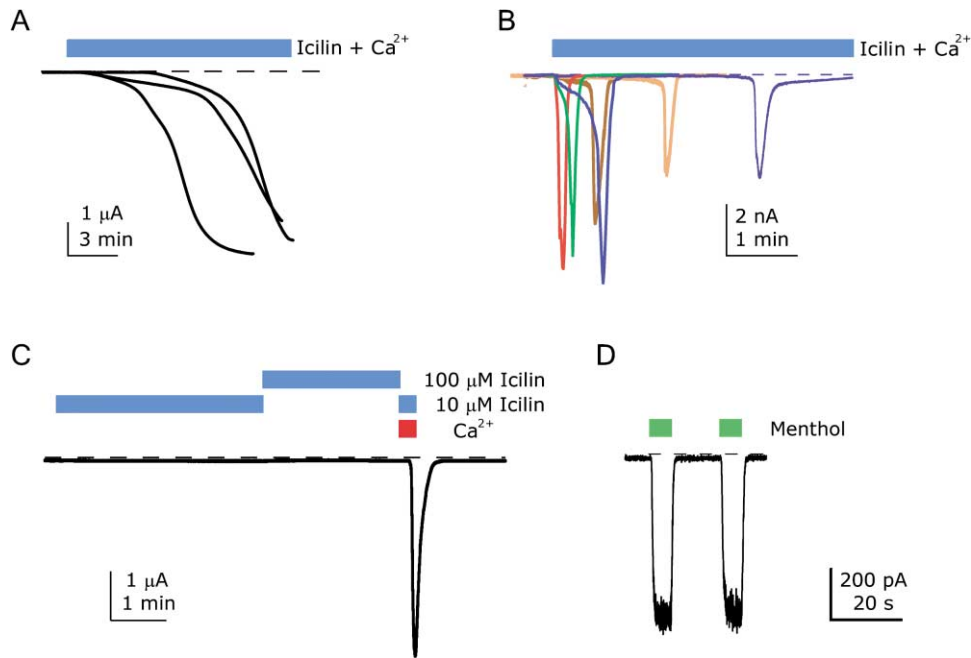 A
Icilin + Ca²⁺
1 μA
3 min
B
Icilin + Ca²⁺
2 nA
1 min
C
100 μM Icilin
10 μM Icilin
Ca²⁺
1 μA
1 min
D
Menthol
200 pA
20 s